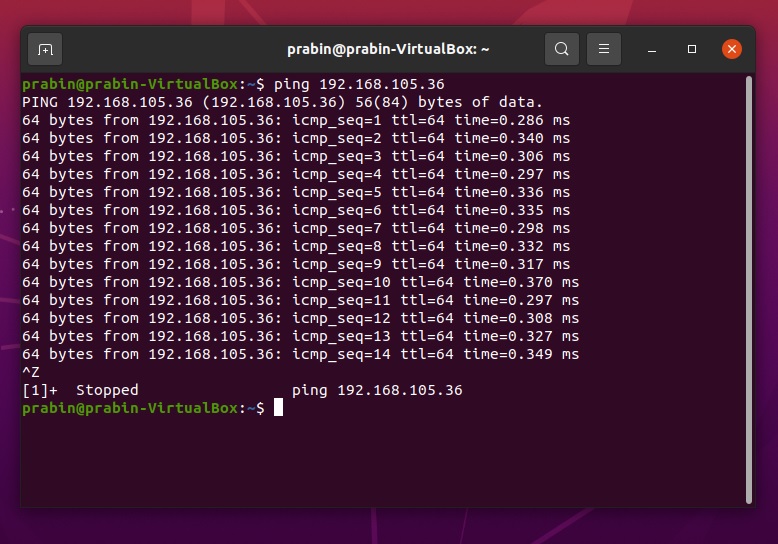 prabin@prabin-VirtualBox: ~
prabin@prabin-VirtualBox:~$ ping 192.168.105.36
PING 192.168.105.36 (192.168.105.36) 56(84) bytes of data.
64 bytes from 192.168.105.36: icmp_seq=1 ttl=64 time=0.286 ms
64 bytes from 192.168.105.36: icmp_seq=2 ttl=64 time=0.340 ms
64 bytes from 192.168.105.36: icmp_seq=3 ttl=64 time=0.306 ms
64 bytes from 192.168.105.36: icmp_seq=4 ttl=64 time=0.297 ms
64 bytes from 192.168.105.36: icmp_seq=5 ttl=64 time=0.336 ms
64 bytes from 192.168.105.36: icmp_seq=6 ttl=64 time=0.335 ms
64 bytes from 192.168.105.36: icmp_seq=7 ttl=64 time=0.298 ms
64 bytes from 192.168.105.36: icmp_seq=8 ttl=64 time=0.332 ms
64 bytes from 192.168.105.36: icmp_seq=9 ttl=64 time=0.317 ms
64 bytes from 192.168.105.36: icmp_seq=10 ttl=64 time=0.370 ms
64 bytes from 192.168.105.36: icmp_seq=11 ttl=64 time=0.297 ms
64 bytes from 192.168.105.36: icmp_seq=12 ttl=64 time=0.308 ms
64 bytes from 192.168.105.36: icmp_seq=13 ttl=64 time=0.327 ms
64 bytes from 192.168.105.36: icmp_seq=14 ttl=64 time=0.349 ms
^Z
[1]+  Stopped                 ping 192.168.105.36
prabin@prabin-VirtualBox:~$